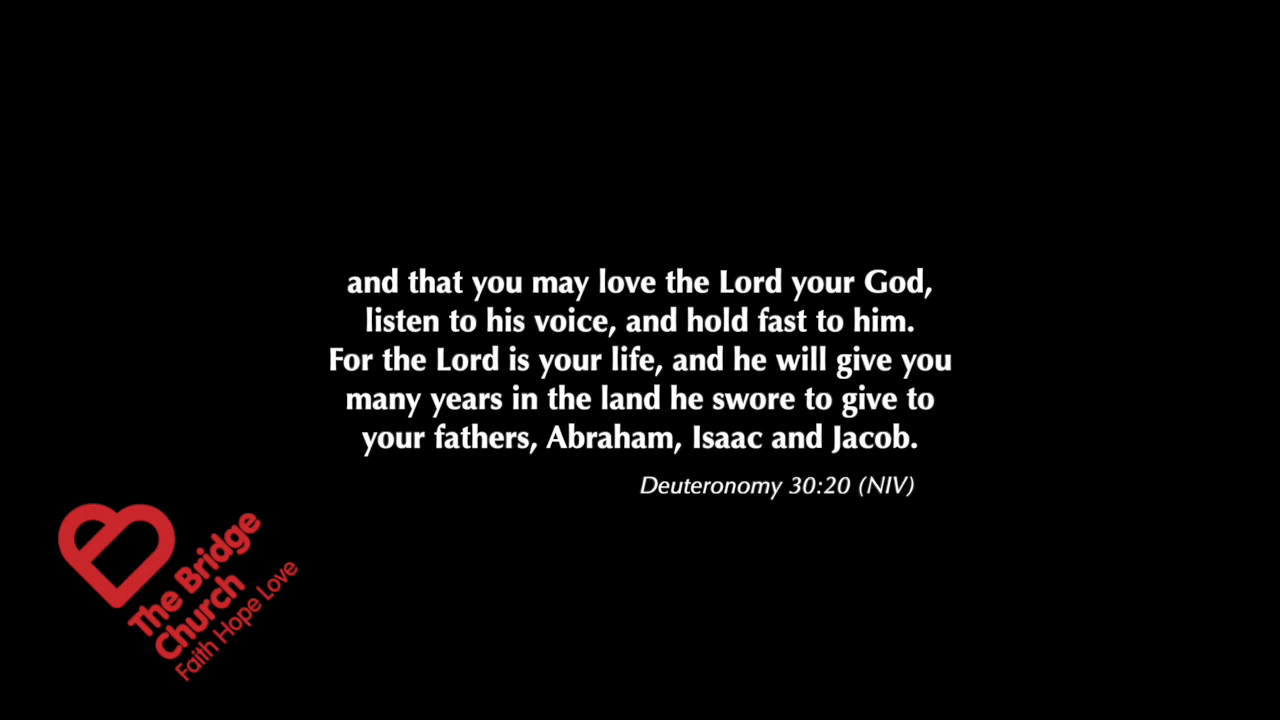 and that you may love the Lord your God,
listen to his voice, and hold fast to him.
For the Lord is your life, and he will give you
many years in the land he swore to give to
your fathers, Abraham, Isaac and Jacob.
Deuteronomy 30:20 (NIV)
The Bridge
Church
Faith Hope Love